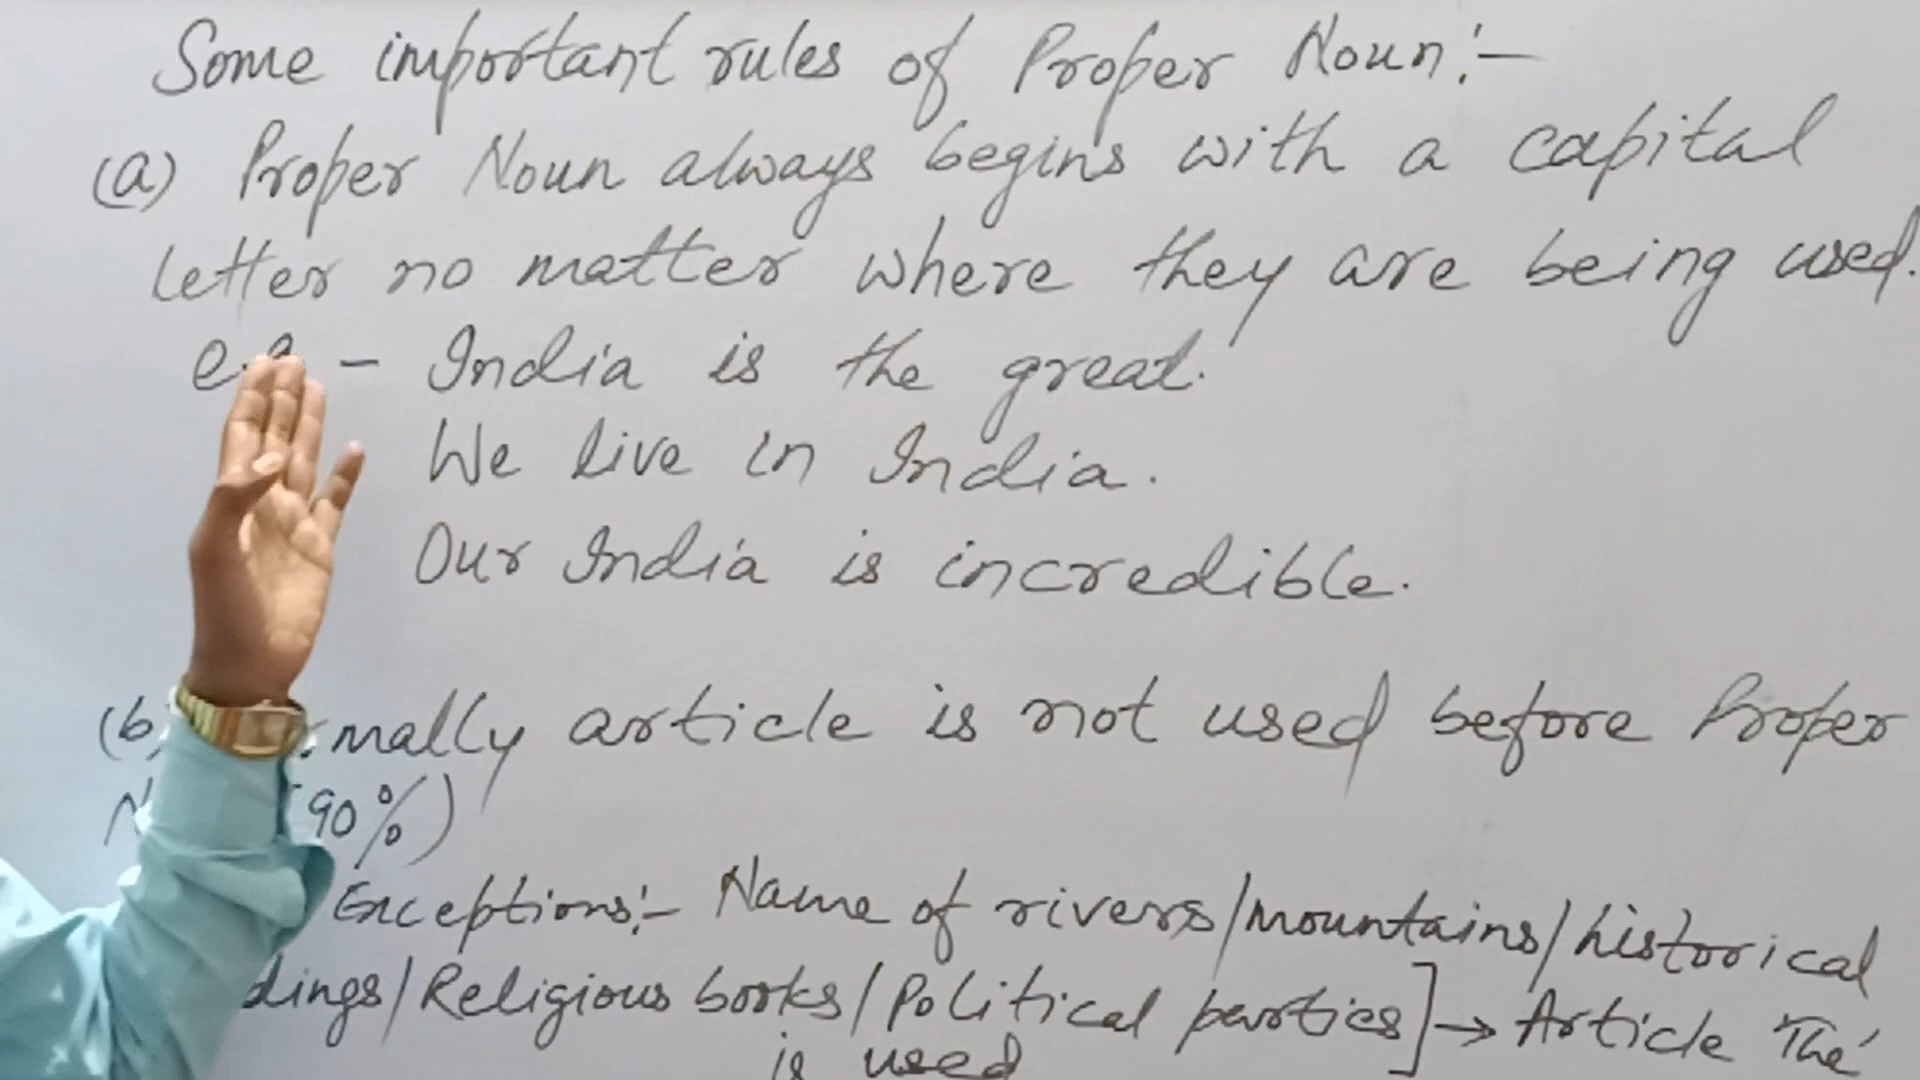 Some important rules of Proper Noun:-
(a) Proper Noun always begins with a capital
letter no matter where they are being used.
- India is the great.
We live in India.
Our India is incredible.
(b) article is not used before Proper
(90%)
Exceptions:- Name of rivers/mountains/historical
/Religious books/Political parties] → Article 'The'
is used